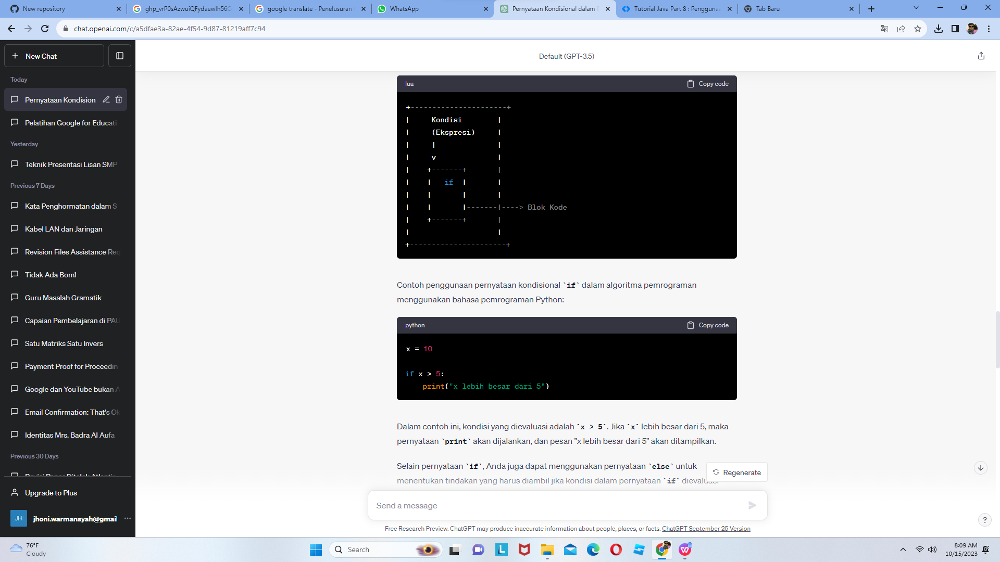 New repository
ghp_vrP0sAzwuiQFydaewIh56C
google translate - Penelusuran
WhatsApp
Pernyataan Kondisional dalam
Tutorial Java Part 8 : Penggunaa
Tab Baru
chat.openai.com/c/a5dfae3a-82ae-4f54-9d87-81219aff7c94
New Chat
Default (GPT-3.5)
Today
Pernyataan Kondision
Pelatihan Google for Educati
Yesterday
Teknik Presentasi Lisan SMP
Previous 7 Days
Kata Penghormatan dalam S
Kabel LAN dan Jaringan
Revision Files Assistance Req
Tidak Ada Bom!
Guru Masalah Gramatik
Capaian Pembelajaran di PAU
Satu Matriks Satu Invers
Payment Proof for Proceedin
Google dan YouTube bukan A
Email Confirmation: That's Ok
Identitas Mrs. Badra Al Aufa
Previous 30 Days
Upgrade to Plus
JH jhoni.warmansyah@gmail
lua Copy code
+----------------------+
|     Kondisi        |
|     (Ekspresi)     |
|     |              |
|     v              |
|    +-------+       |
|    |   if  |       |
|    |       |       |
|    |       |-------|----> Blok Kode
|    +-------+       |
|                    |
+----------------------+
Contoh penggunaan pernyataan kondisional `if` dalam algoritma pemrograman
menggunakan bahasa pemrograman Python:
python Copy code
x = 10
if x > 5:
    print("x lebih besar dari 5")
Dalam contoh ini, kondisi yang dievaluasi adalah `x > 5`. Jika `x` lebih besar dari 5, maka
pernyataan `print` akan dijalankan, dan pesan "x lebih besar dari 5" akan ditampilkan.
Selain pernyataan `if`, Anda juga dapat menggunakan pernyataan `else` untuk
menentukan tindakan yang harus diambil jika kondisi dalam pernyataan `if` dievaluasi
Regenerate
Send a message
Free Research Preview. ChatGPT may produce inaccurate information about people, places, or facts. ChatGPT September 25 Version
?
76°F
Cloudy
Search
8:09 AM
10/15/2023